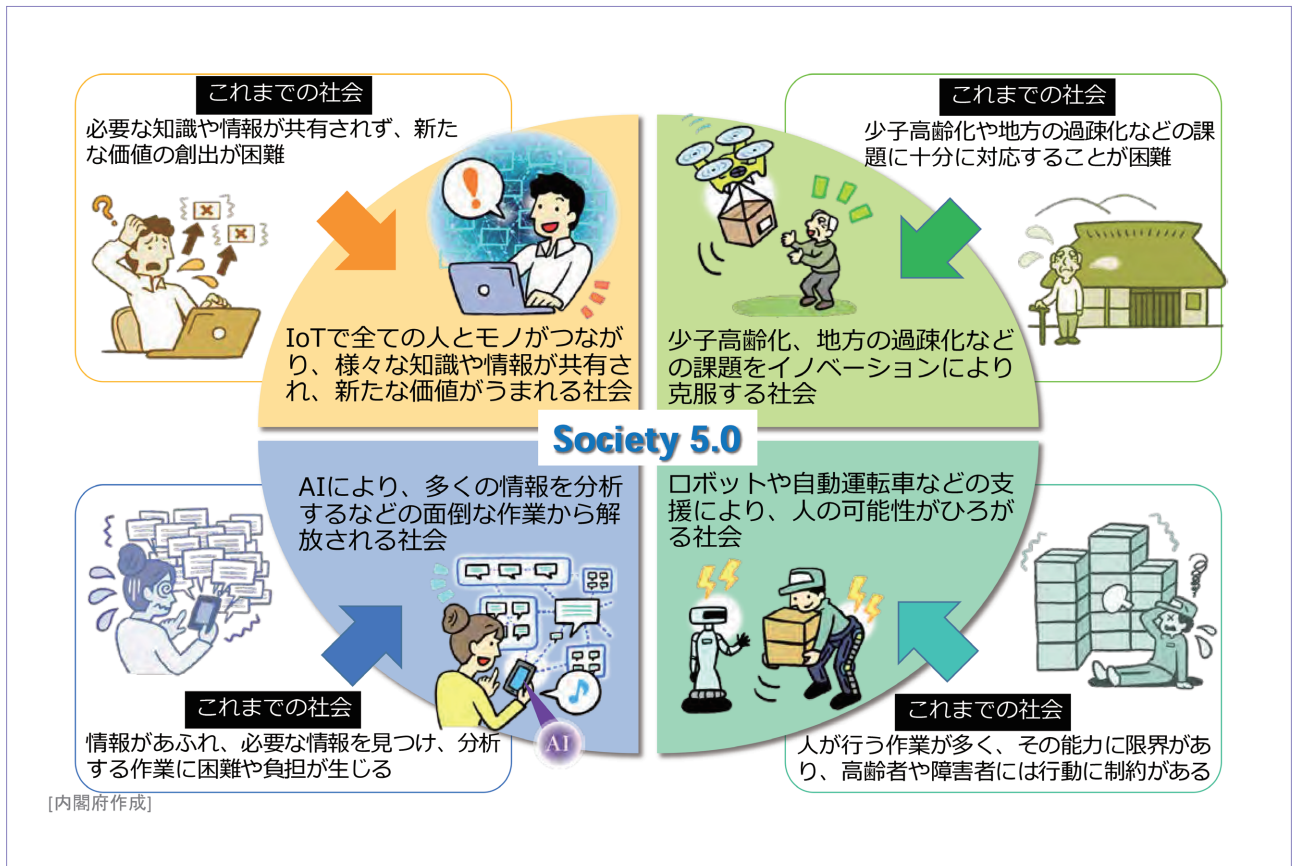 これまでの社会
必要な知識や情報が共有されず、新た
な価値の創出が困難
IoTで全ての人とモノがつなが
り、様々な知識や情報が共有さ
れ、新たな価値がうまれる社会
これまでの社会
少子高齢化や地方の過疎化などの課
題に十分に対応することが困難
少子高齢化、地方の過疎化など
の課題をイノベーションにより
克服する社会
Society 5.0
AIにより、多くの情報を分析
するなどの面倒な作業から解
放される社会
AI
これまでの社会
情報があふれ、必要な情報を見つけ、分析
する作業に困難や負担が生じる
ロボットや自動運転車などの支
援により、人の可能性がひろが
る社会
これまでの社会
人が行う作業が多く、その能力に限界があ
り、高齢者や障害者には行動に制約がある
[内閣府作成]